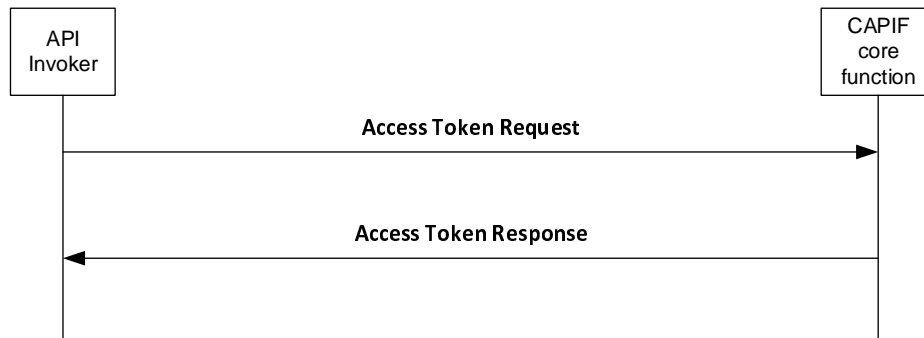 API
Invoker
CAPIF
core
function
Access Token Request
Access Token Response